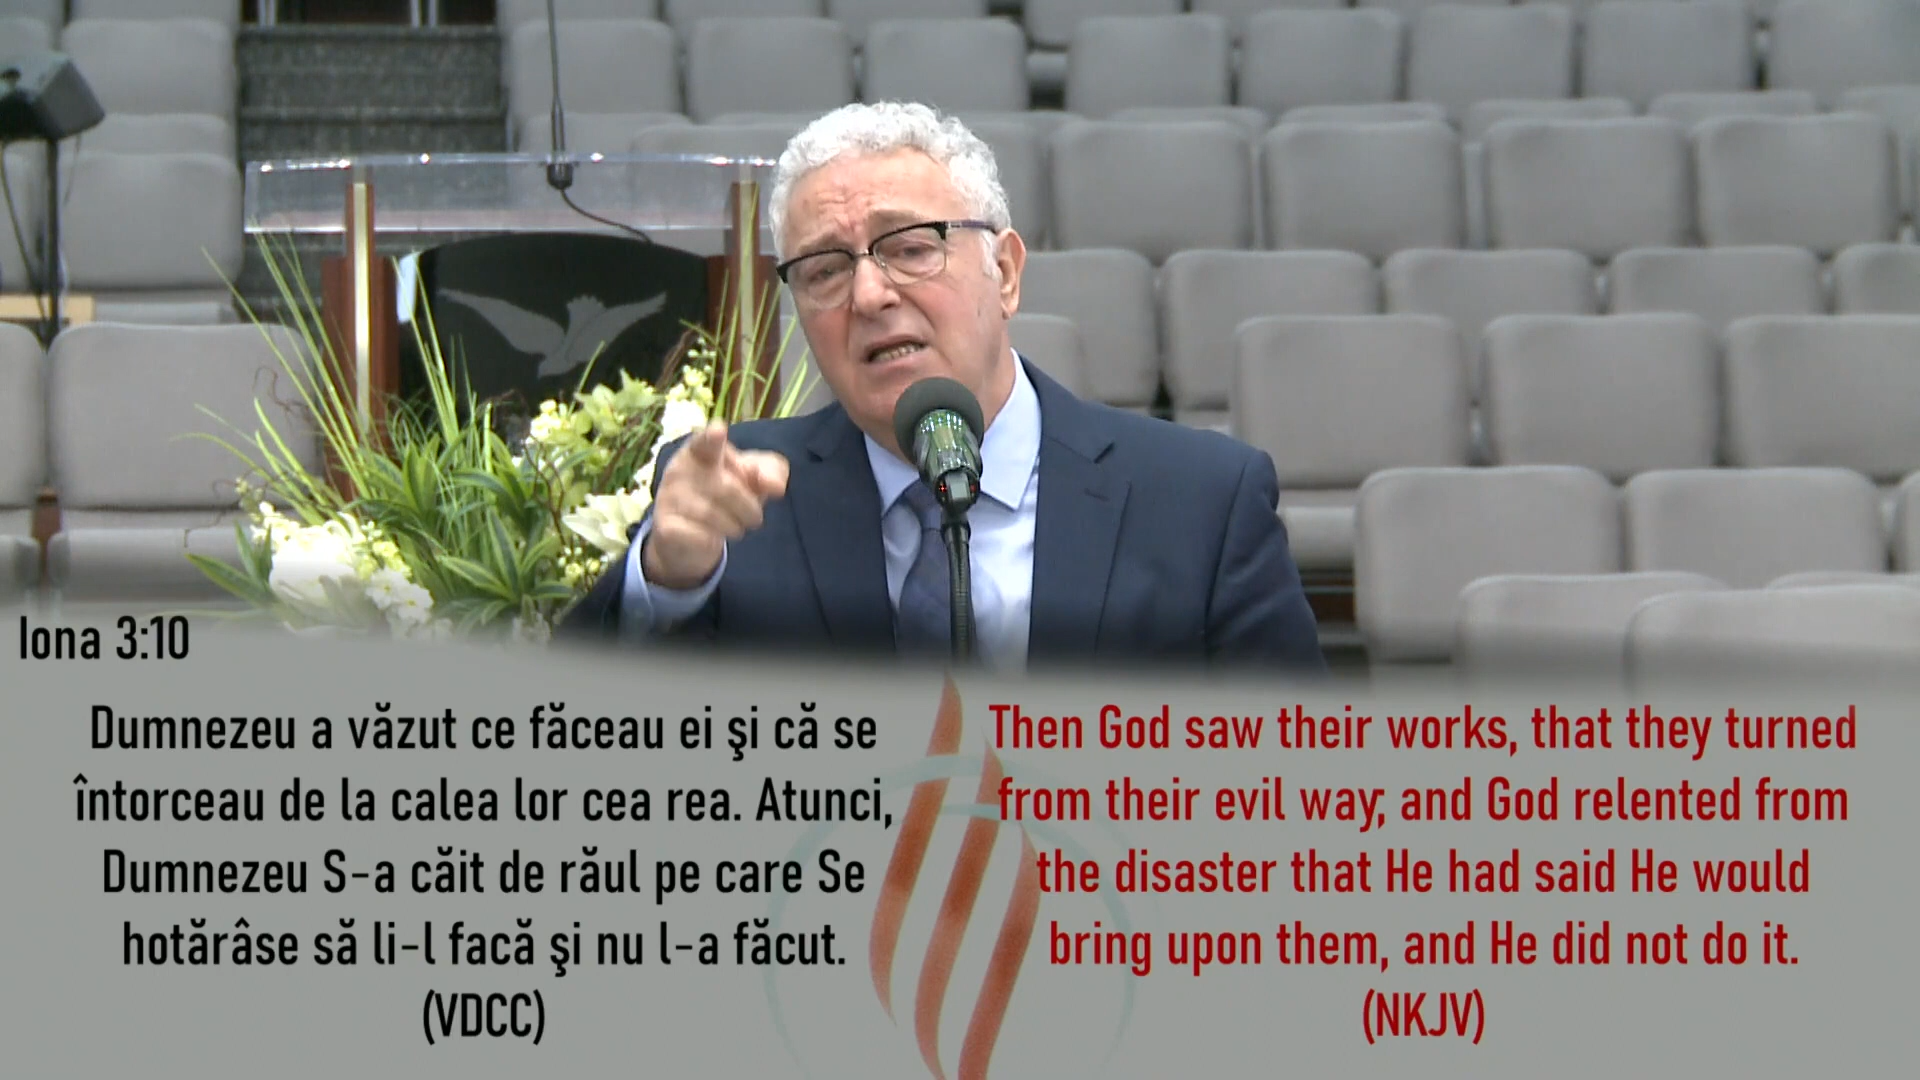 Iona 3:10
Dumnezeu a văzut ce făceau ei şi că se
întorceau de la calea lor cea rea. Atunci,
Dumnezeu S-a căit de răul pe care Se
hotărâse să li-l facă şi nu l-a făcut.
(VDCC)
Then God saw their works, that they turned
from their evil way; and God relented from
the disaster that He had said He would
bring upon them, and He did not do it.
(NKJV)